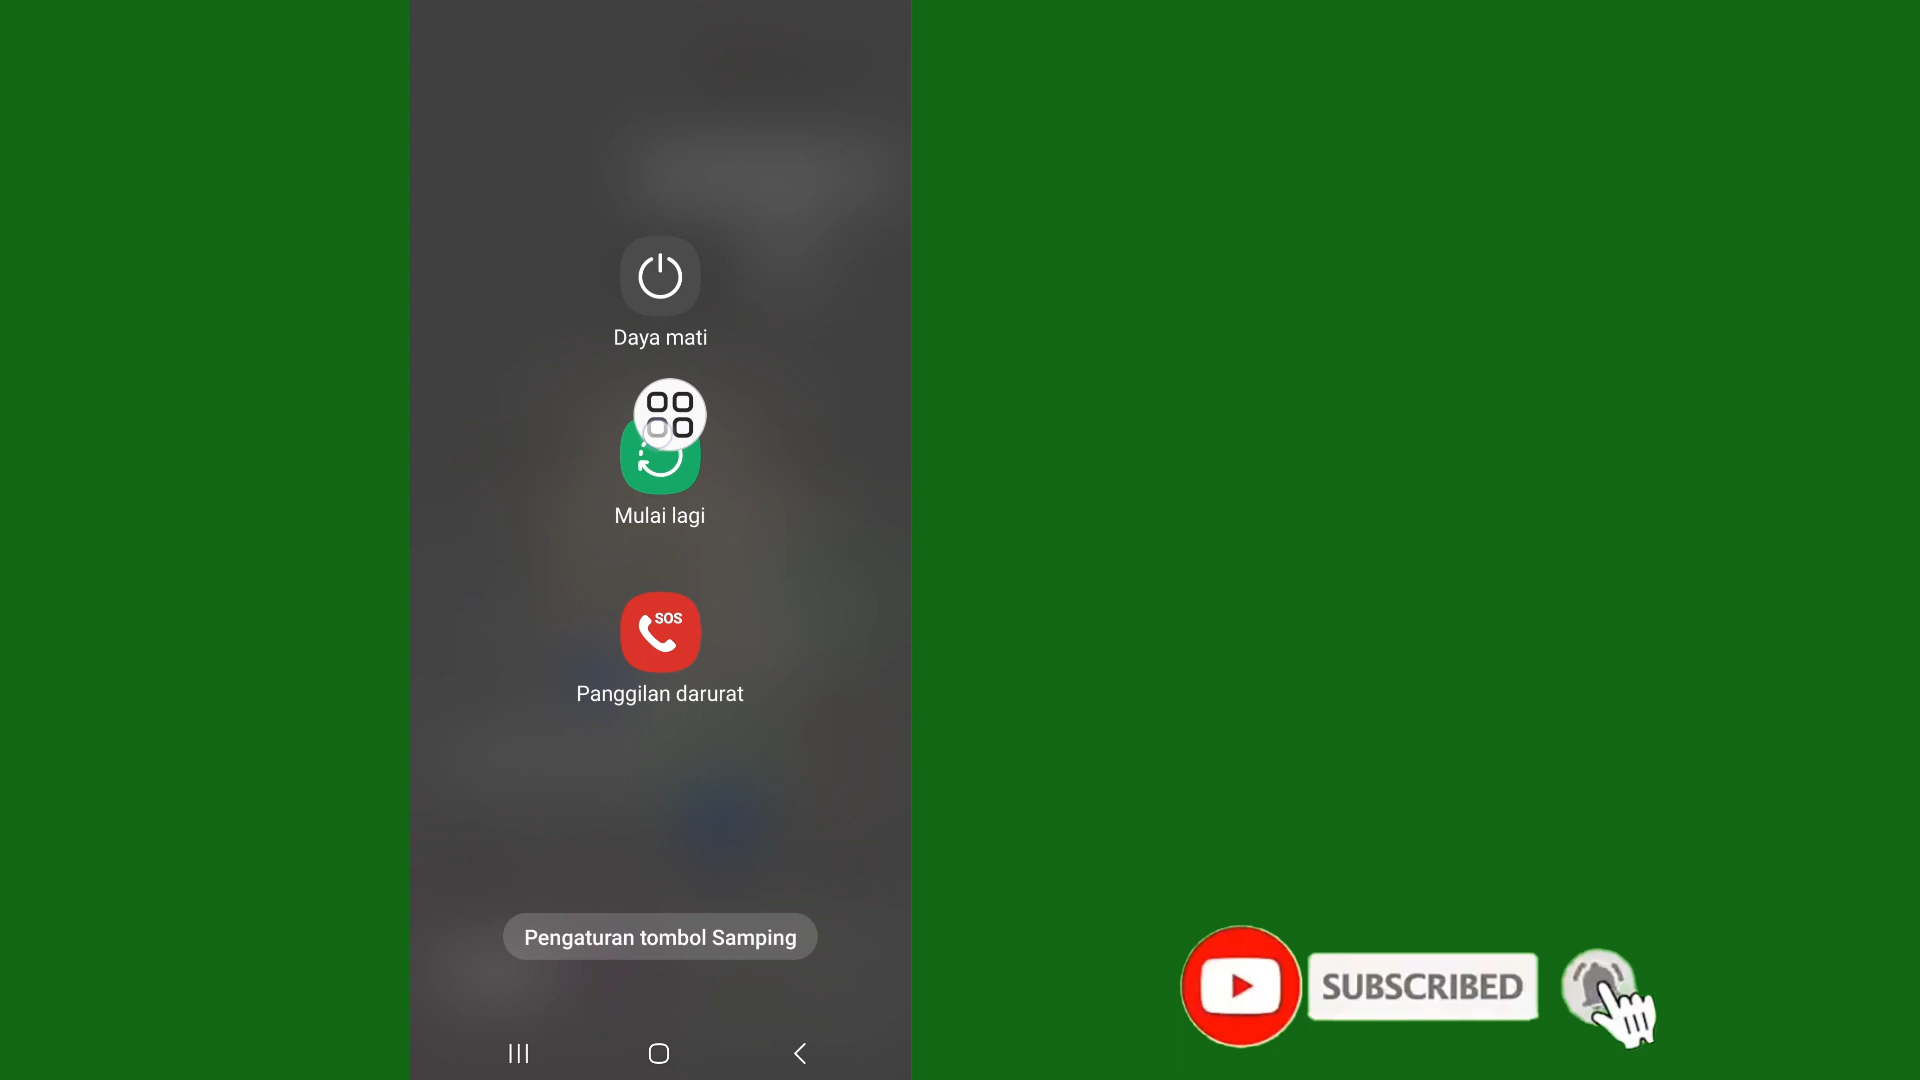 Daya mati
Mulai lagi
SOS
Panggilan darurat
Pengaturan tombol Samping
SUBSCRIBED